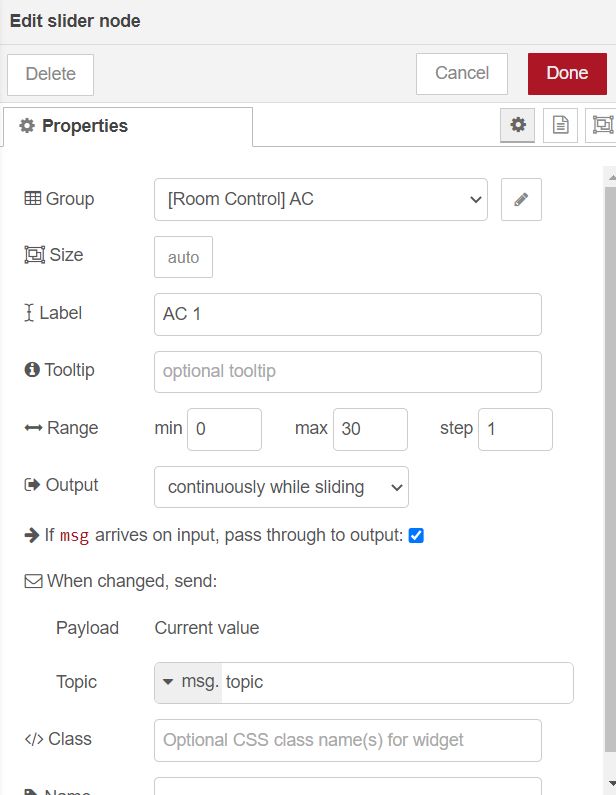 Edit slider node
Delete
Cancel
Done
Properties
Group
[Room Control] AC
Size
auto
Label
AC 1
Tooltip
optional tooltip
Range
min 0
max 30
step 1
Output
continuously while sliding
If msg arrives on input, pass through to output:
When changed, send:
Payload
Current value
Topic
msg. topic
</> Class
Optional CSS class name(s) for widget
Name